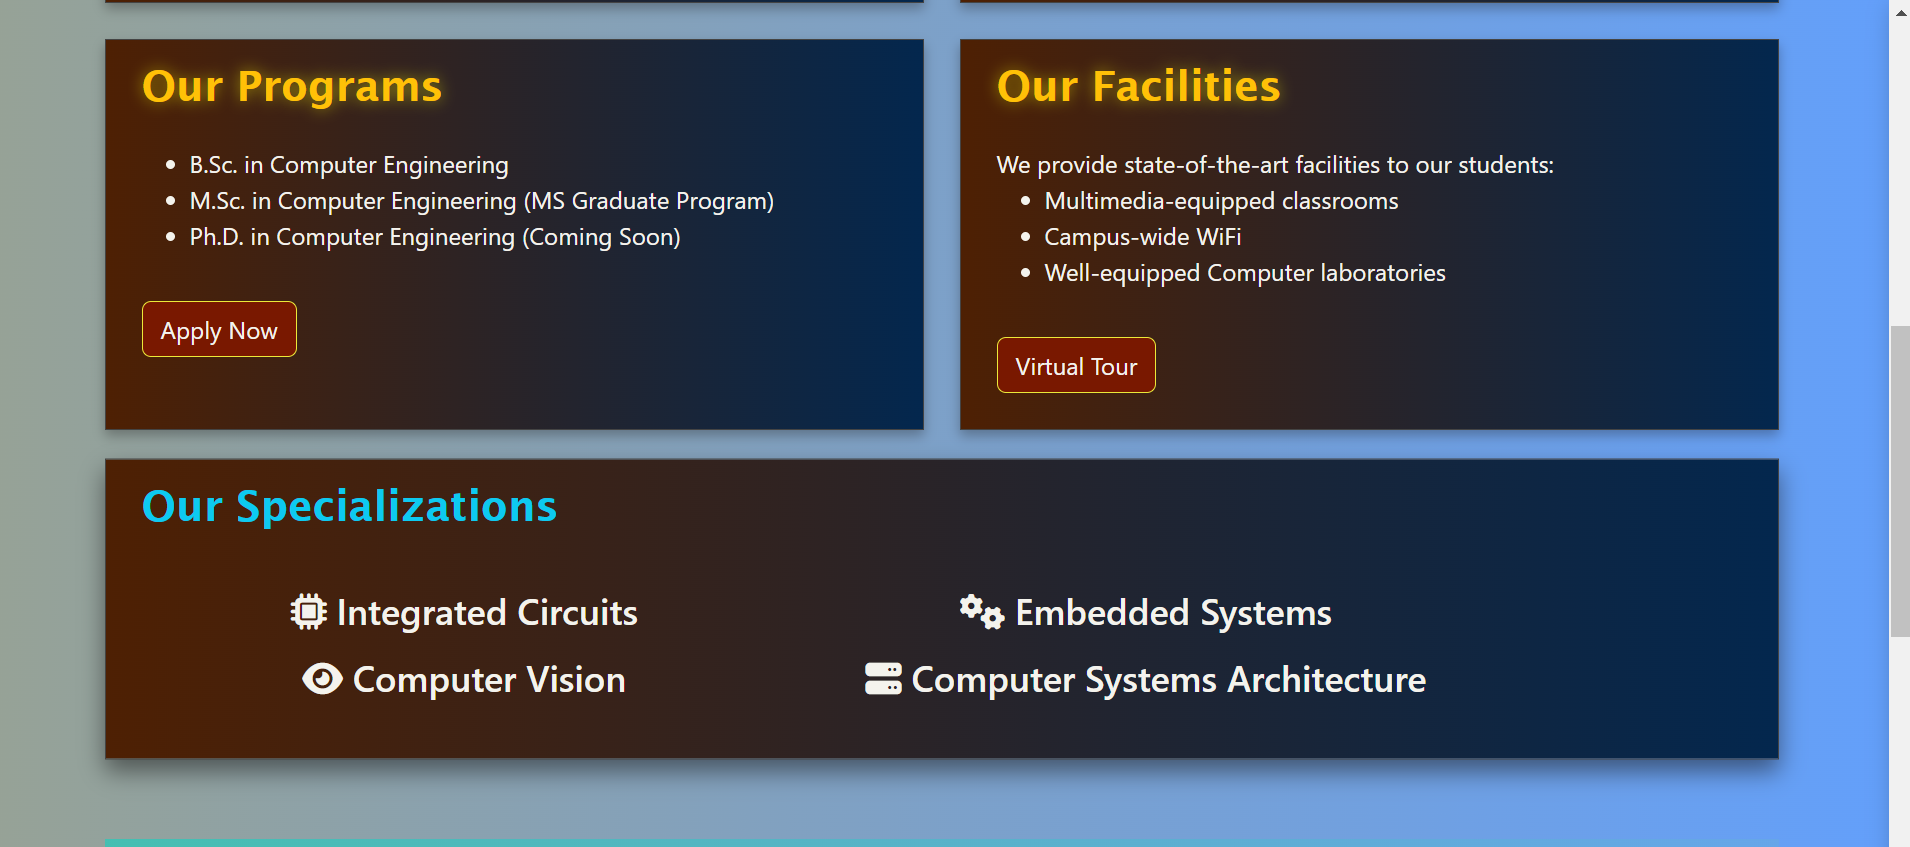 Our Programs
B.Sc. in Computer Engineering
M.Sc. in Computer Engineering (MS Graduate Program)
Ph.D. in Computer Engineering (Coming Soon)
Apply Now
Our Facilities
We provide state-of-the-art facilities to our students:
Multimedia-equipped classrooms
Campus-wide WiFi
Well-equipped Computer laboratories
Virtual Tour
Our Specializations
Integrated Circuits
Embedded Systems
Computer Vision
Computer Systems Architecture